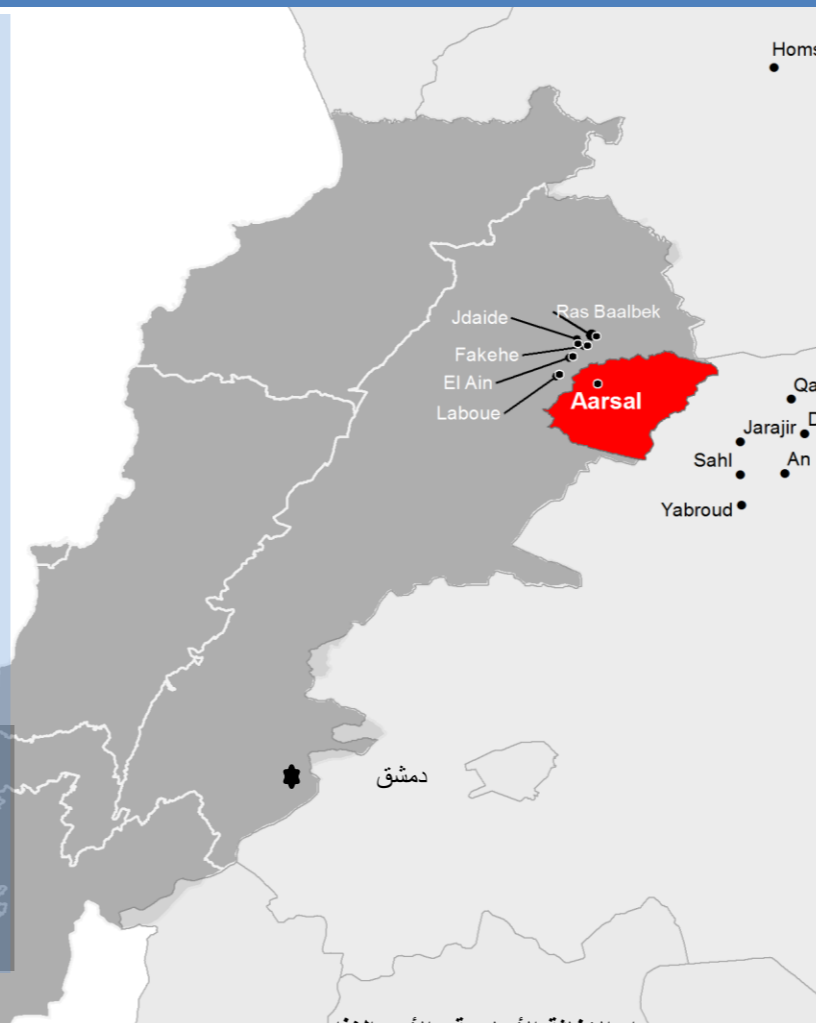 Homs
Ras Baalbek
Jdaide
Fakehe
El Ain
Laboue
Aarsal
Jarajir
Sahl
An
Yabroud
دمشق